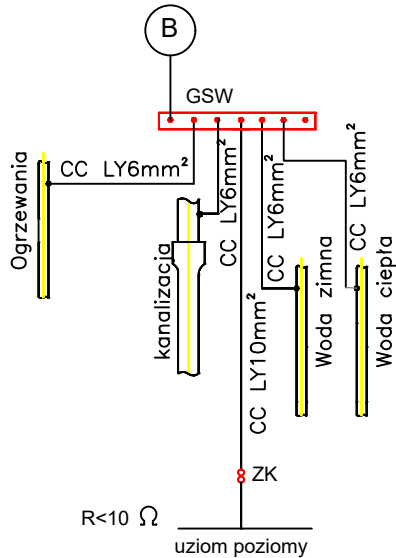 B
GSW
CC LY6mm²
Ogrzewania
kanalizacja
CC LY6mm²
CC LY6mm²
CC LY6mm²
Woda zimna
Woda ciepła
CC LY10mm²
ZK
R<10 Ω
uziom poziomy